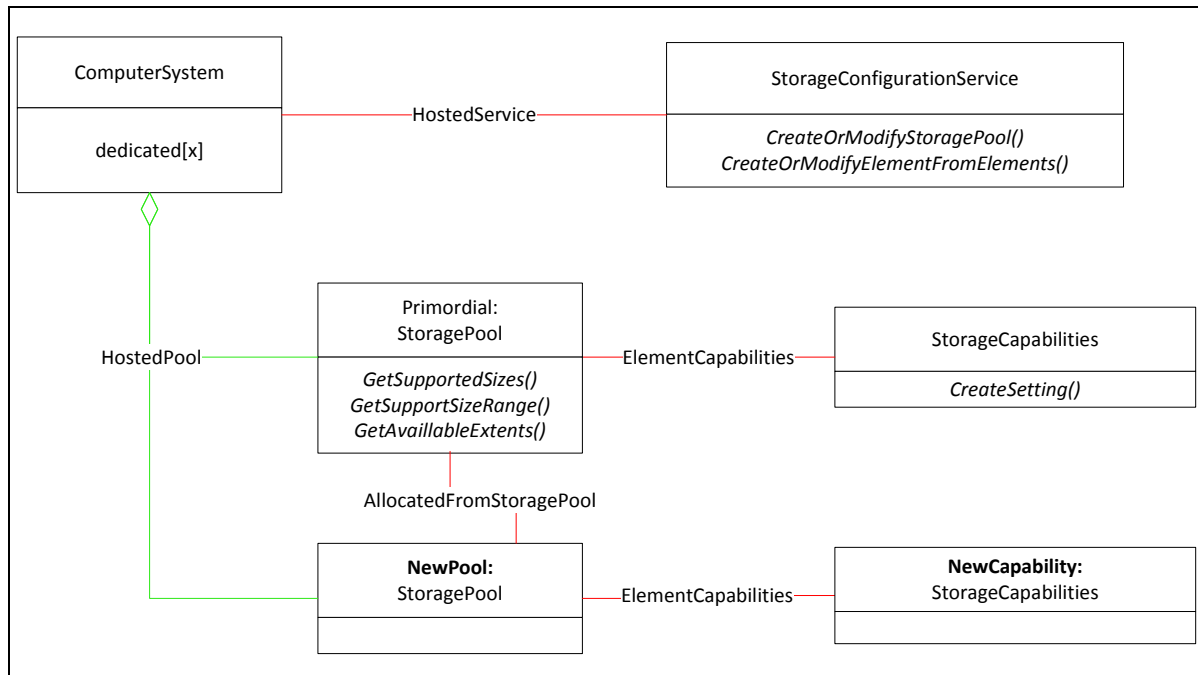 ComputerSystem
dedicated[x]
HostedService
StorageConfigurationService
CreateOrModifyStoragePool()
CreateOrModifyElementFromElements()
HostedPool
Primordial:
StoragePool
GetSupportedSizes()
GetSupportSizeRange()
GetAvaillableExtents()
ElementCapabilities
StorageCapabilities
CreateSetting()
AllocatedFromStoragePool
NewPool:
StoragePool
ElementCapabilities
NewCapability:
StorageCapabilities